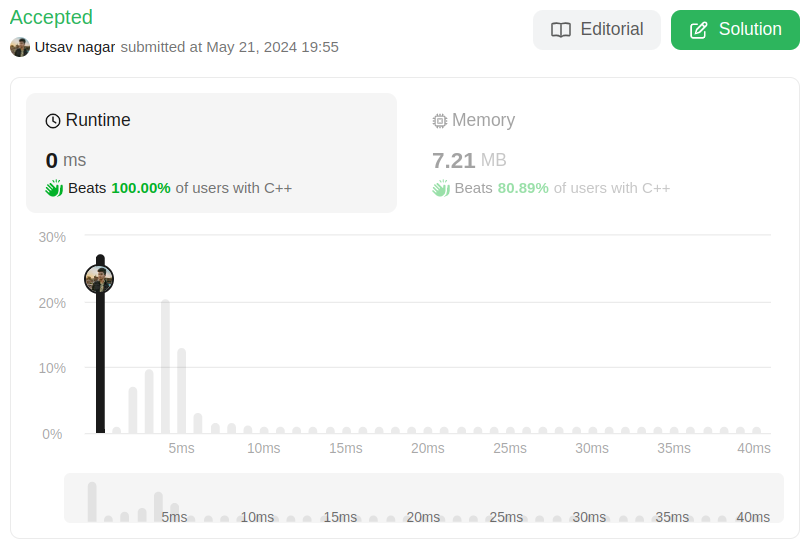 Accepted
Utsav nagar submitted at May 21, 2024 19:55
Editorial
Solution
Runtime
0 ms
Beats 100.00% of users with C++
Memory
7.21 MB
Beats 80.89% of users with C++
30%
20%
10%
0%
5ms 10ms 15ms 20ms 25ms 30ms 35ms 40ms
5ms 10ms 15ms 20ms 25ms 30ms 35ms 40ms